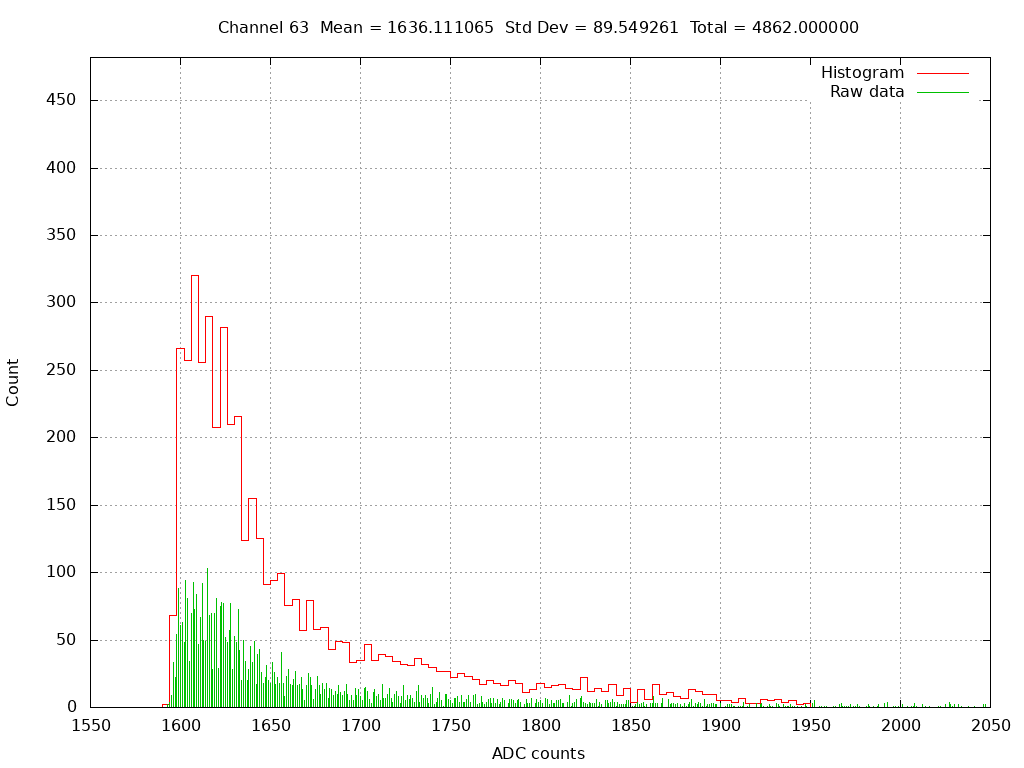 Channel 63  Mean = 1636.111065  Std Dev = 89.549261  Total = 4862.000000
Histogram
Raw data
450
400
350
300
250
200
150
100
50
0
Count
1550 1600 1650 1700 1750 1800 1850 1900 1950 2000 2050
ADC counts